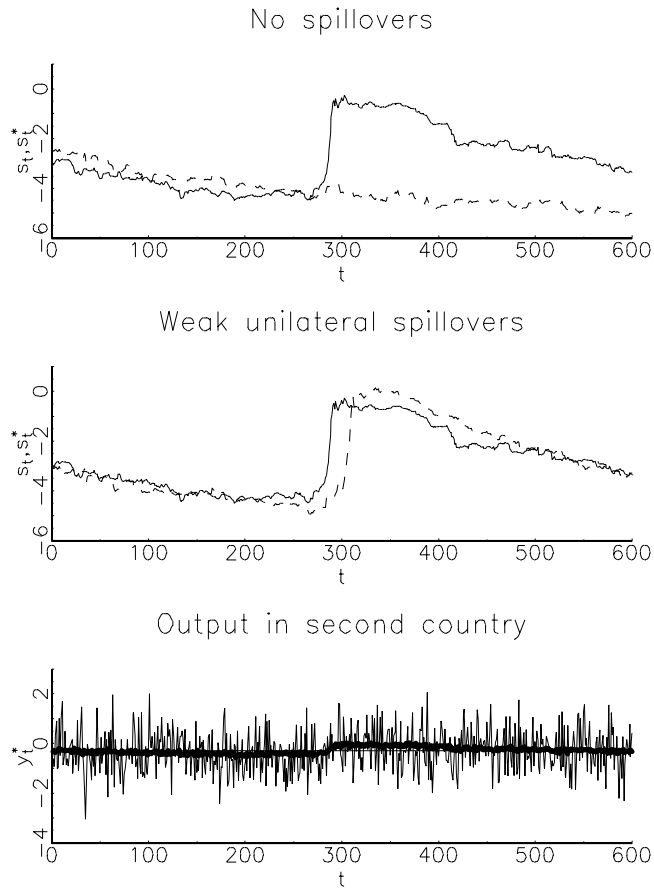 No spillovers
0
−2
−4
−6
s_t,s_t^*
0 100 200 300 400 500 600
t
Weak unilateral spillovers
0
−2
−4
−6
s_t,s_t^*
0 100 200 300 400 500 600
t
Output in second country
2
0
−2
−4
y_t^*
0 100 200 300 400 500 600
t